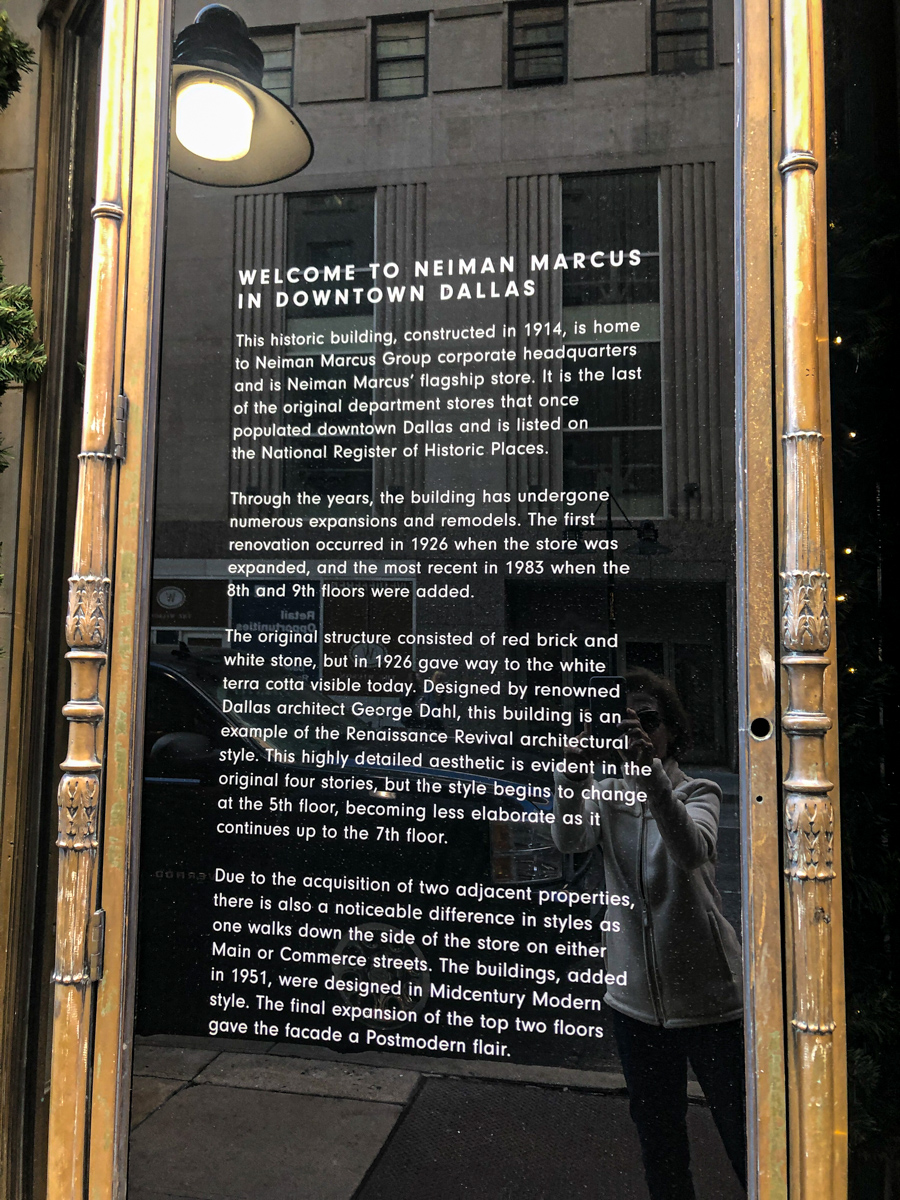 WELCOME TO NEIMAN MARCUS
IN DOWNTOWN DALLAS
This historic building, constructed in 1914, is home
to Neiman Marcus Group corporate headquarters
and is Neiman Marcus' flagship store. It is the last
of the original department stores that once
populated downtown Dallas and is listed on
the National Register of Historic Places.
Through the years, the building has undergone
numerous expansions and remodels. The first
renovation occurred in 1926 when the store was
expanded, and the most recent in 1983 when the
8th and 9th floors were added.
The original structure consisted of red brick and
white stone, but in 1926 gave way to the white
terra cotta visible today. Designed by renowned
Dallas architect George Dahl, this building is an
example of the Renaissance Revival architectural
style. This highly detailed aesthetic is evident in the
original four stories, but the style begins to change
at the 5th floor, becoming less elaborate as it
continues up to the 7th floor.
Due to the acquisition of two adjacent properties,
there is also a noticeable difference in styles as
one walks down the side of the store on either
Main or Commerce streets. The buildings, added
in 1951, were designed in Midcentury Modern
style. The final expansion of the top two floors
gave the facade a Postmodern flair.
Retail
Opportunities